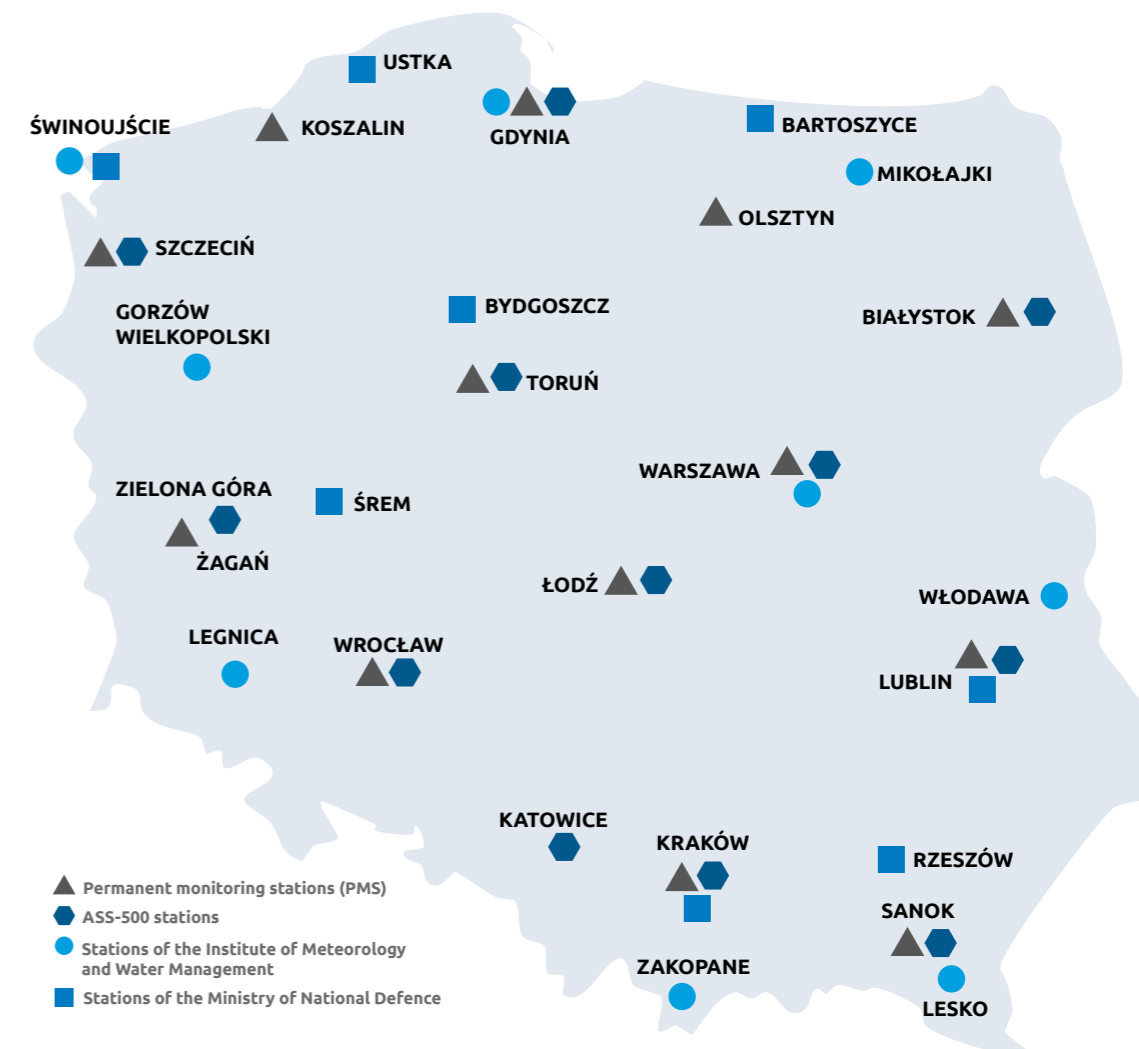 USTKA
ŚWINOUJŚCIE
KOSZALIN
GDYNIA
BARTOSZYCE
MIKOŁAJKI
OLSZTYN
SZCZECIŃ
GORZÓW
WIELKOPOLSKI
BYDGOSZCZ
BIAŁYSTOK
TORUŃ
WARSZAWA
ZIELONA GÓRA
ŚREM
ŻAGAŃ
ŁODŹ
WŁODAWA
LEGNICA
WROCŁAW
LUBLIN
KATOWICE
KRAKÓW
RZESZÓW
SANOK
ZAKOPANE
LESKO
Permanent monitoring stations (PMS)
ASS-500 stations
Stations of the Institute of Meteorology
and Water Management
Stations of the Ministry of National Defence